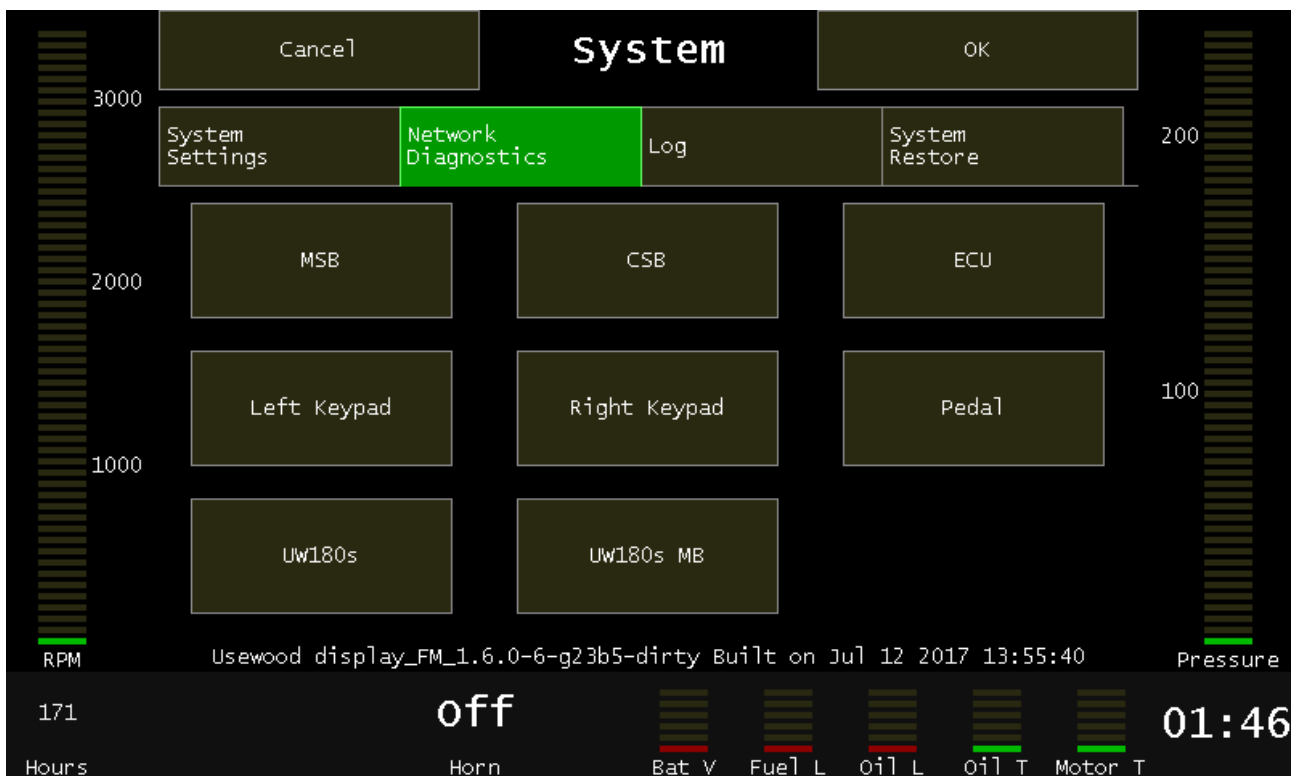 Cancel
System
OK
3000
System
Settings
Network
Diagnostics
Log
System
Restore
200
MSB
CSB
ECU
2000
Left Keypad
Right Keypad
Pedal
100
1000
UW180s
UW180s MB
RPM
Usewood display_FM_1.6.0-6-g23b5-dirty Built on Jul 12 2017 13:55:40
Pressure
171
Off
01:46
Hours
Horn
Bat V
Fuel L
Oil L
Oil T
Motor T